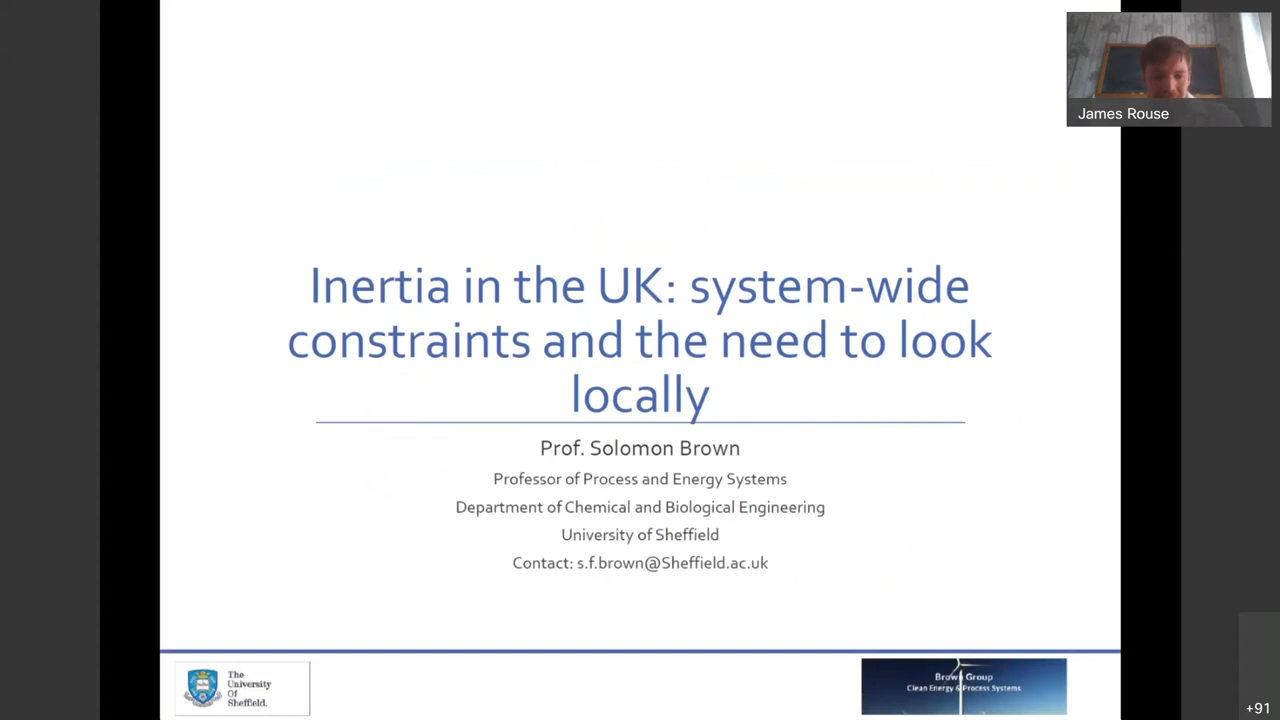 James Rouse
Inertia in the UK: system-wide
constraints and the need to look
locally
Prof. Solomon Brown
Professor of Process and Energy Systems
Department of Chemical and Biological Engineering
University of Sheffield
Contact: s.f.brown@Sheffield.ac.uk
The
University
Of
Sheffield.
Brown Group
Clean Energy & Process Systems
+91